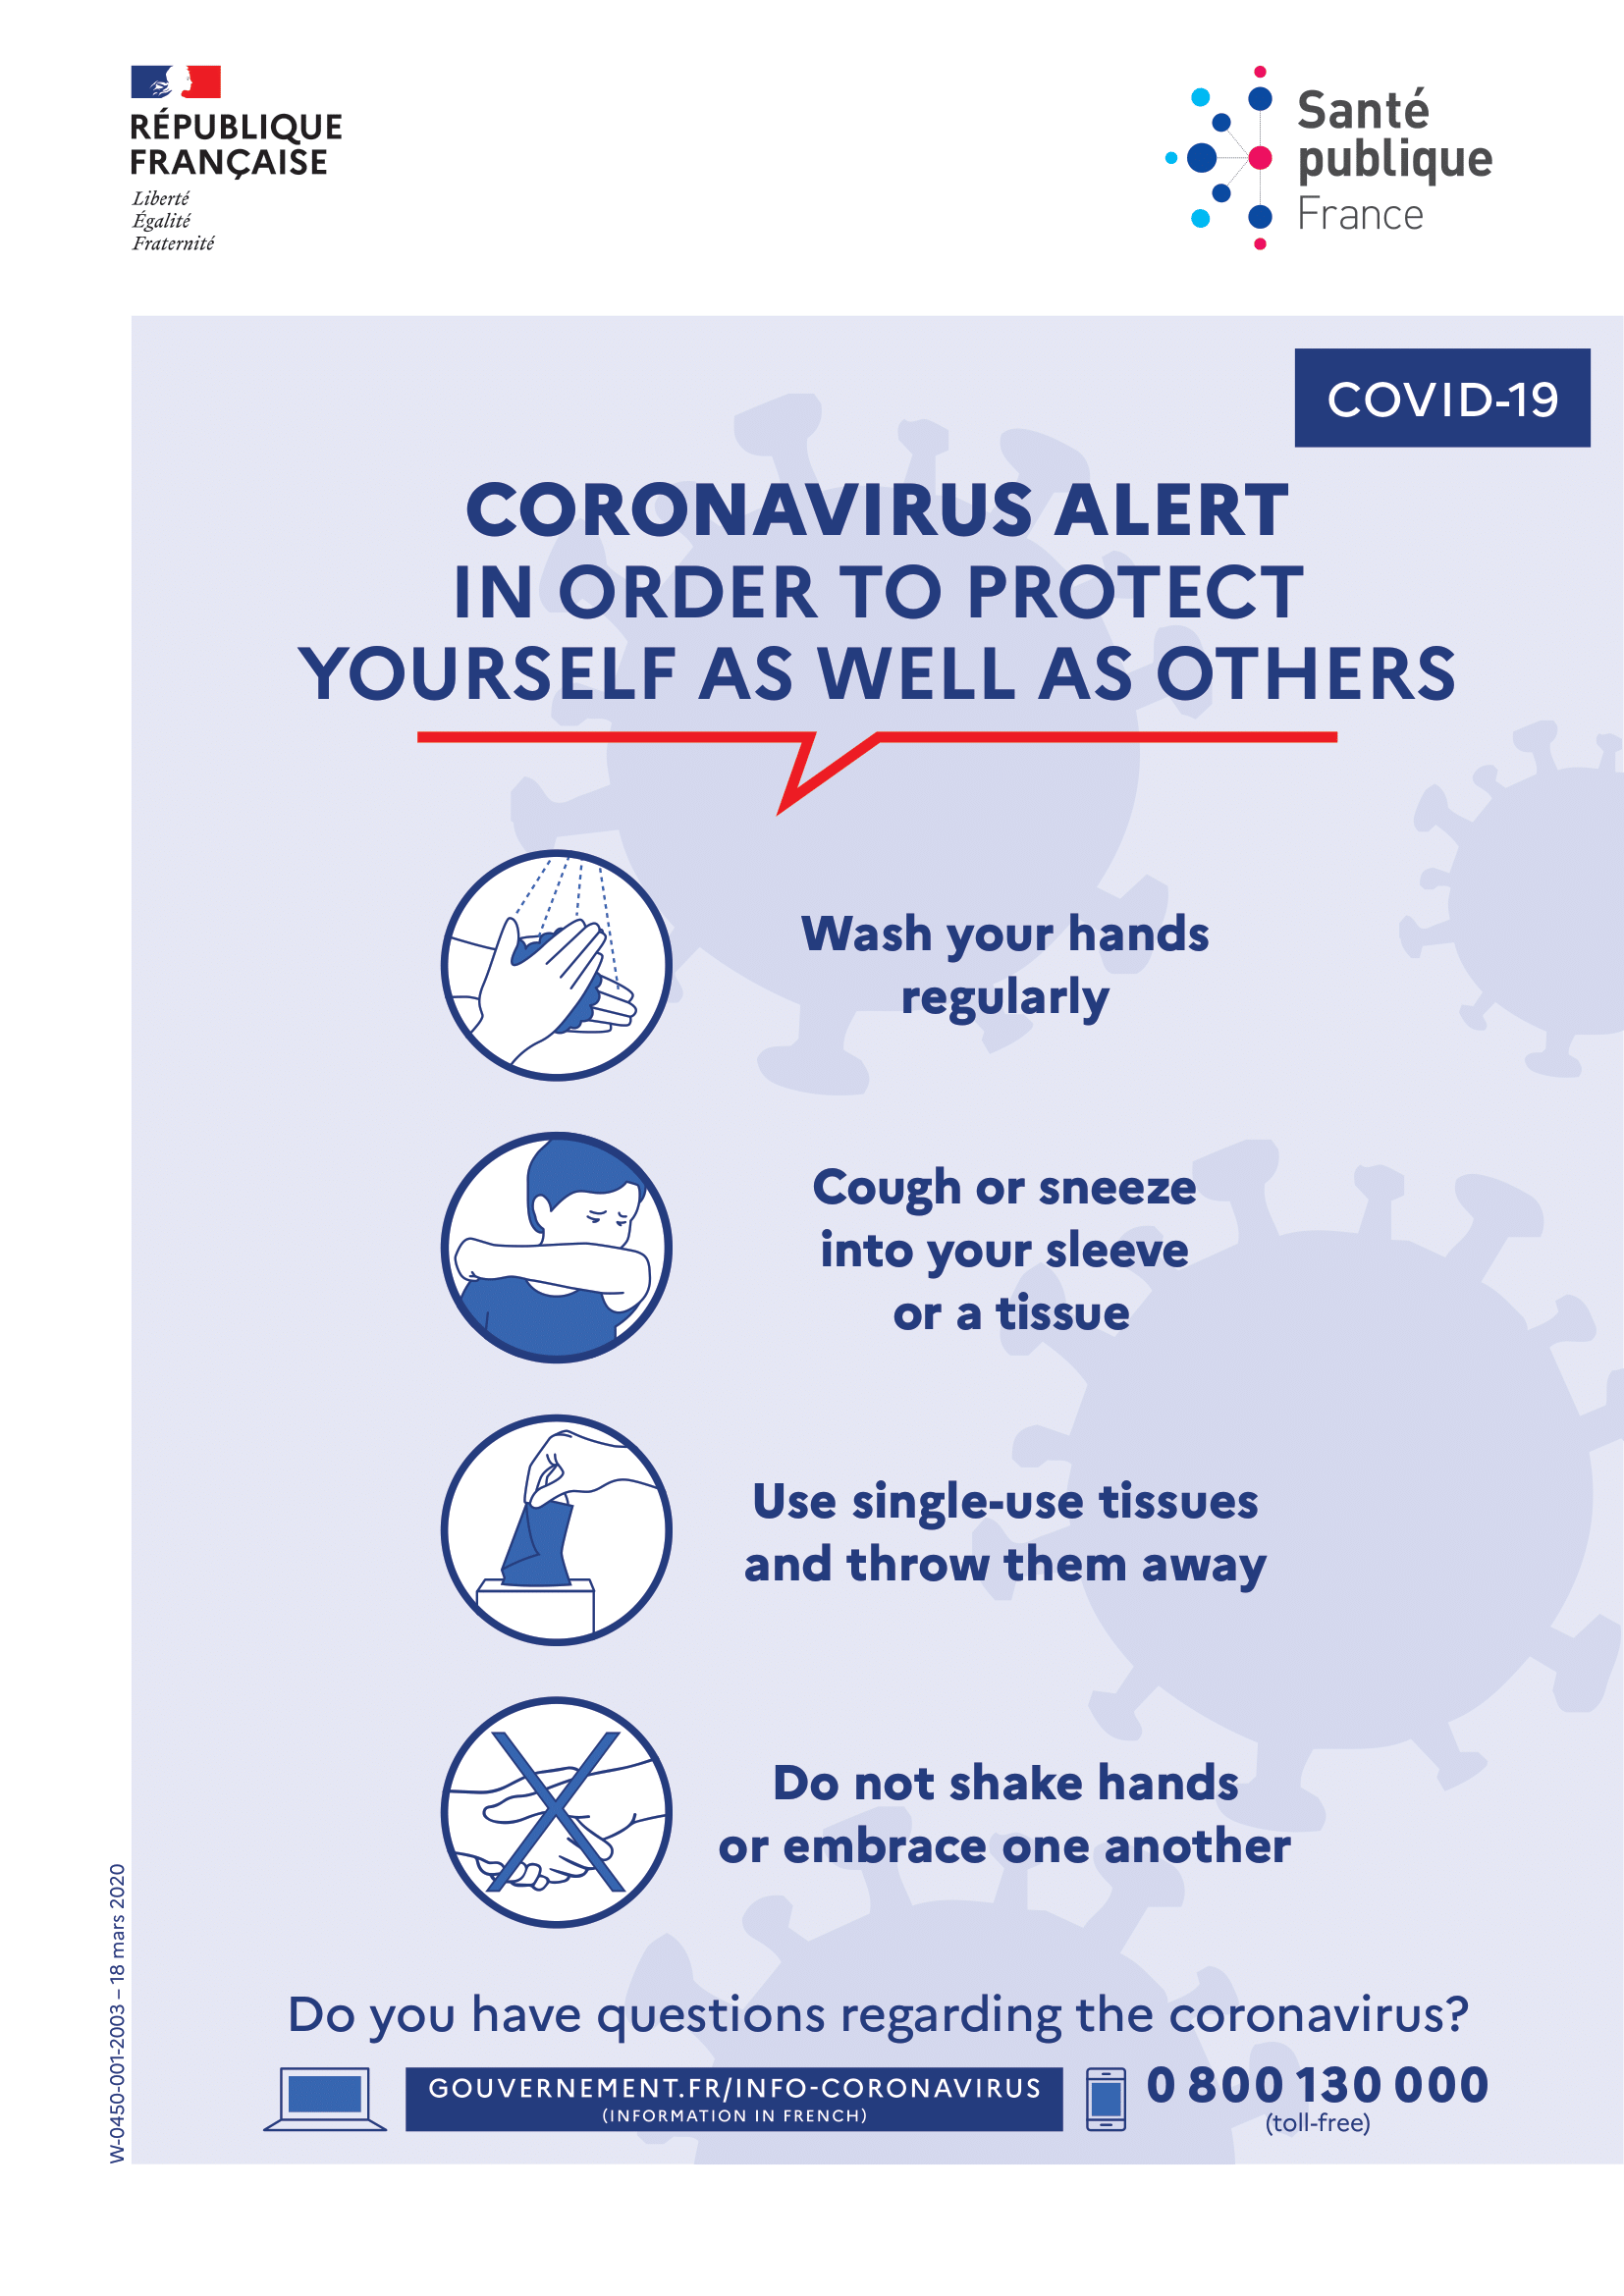 RÉPUBLIQUE
FRANÇAISE
Liberté
Égalité
Fraternité
Santé
publique
France
COVID-19
CORONAVIRUS ALERT
IN ORDER TO PROTECT
YOURSELF AS WELL AS OTHERS
Wash your hands
regularly
Cough or sneeze
into your sleeve
or a tissue
Use single-use tissues
and throw them away
Do not shake hands
or embrace one another
Do you have questions regarding the coronavirus?
GOUVERNEMENT.FR/INFO-CORONAVIRUS
(INFORMATION IN FRENCH)
0 800 130 000
(toll-free)
W-0450-001-2003 – 18 mars 2020